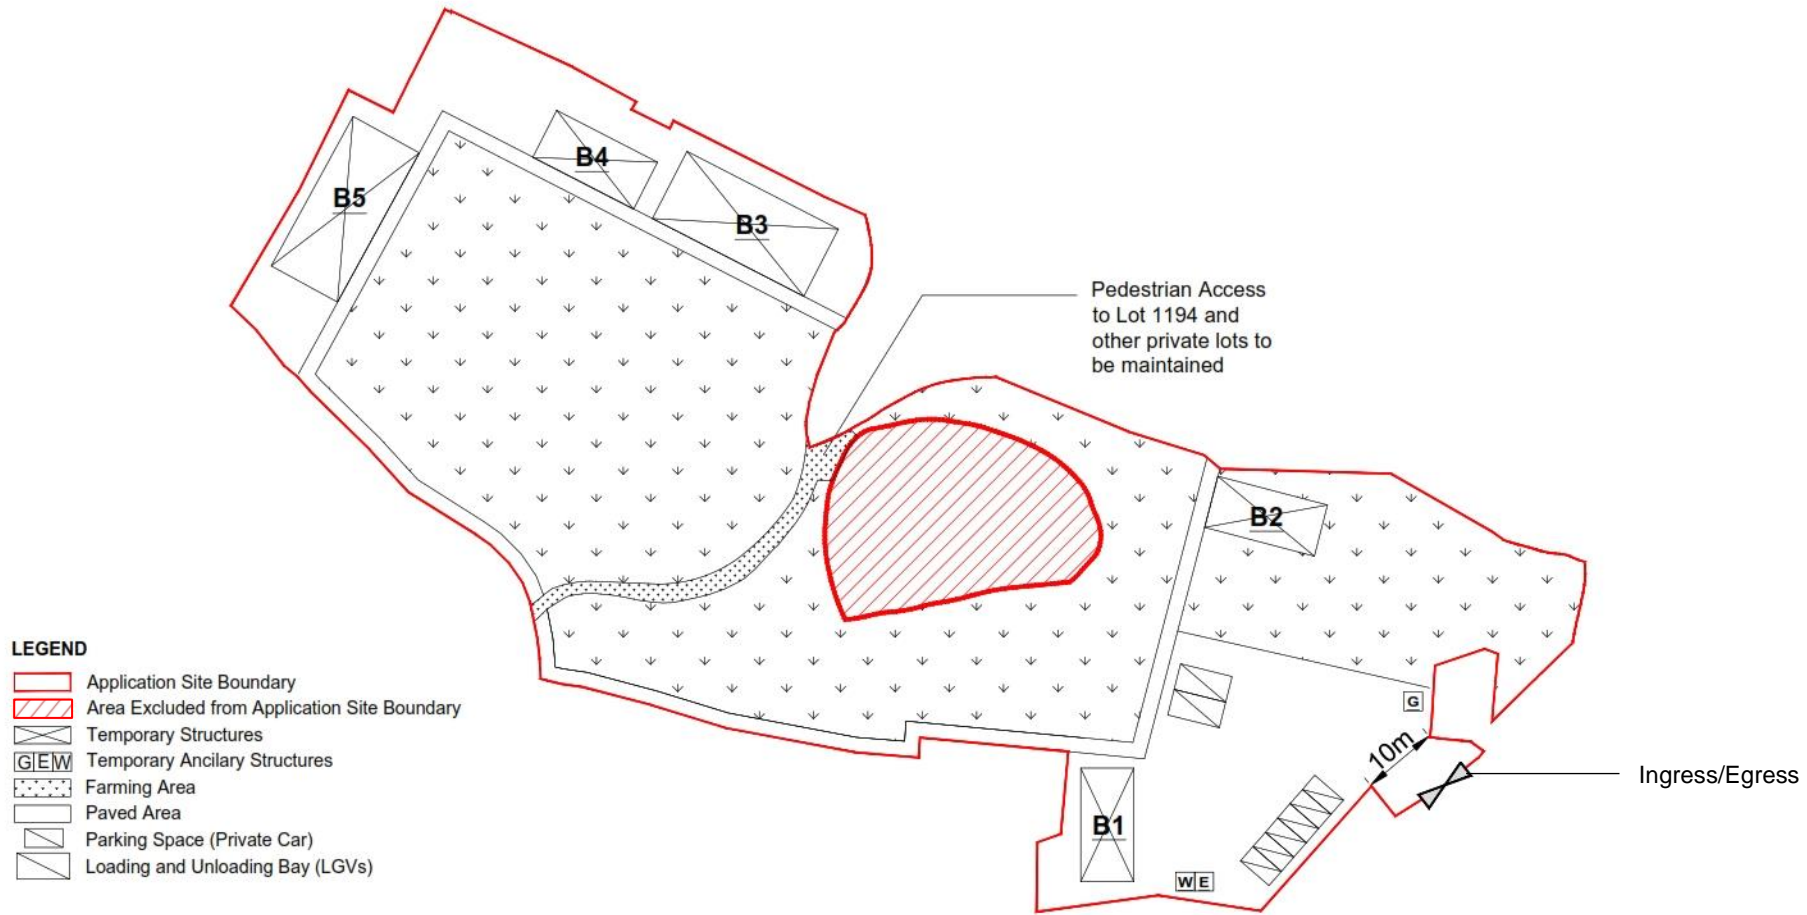 B4
B5
B3
Pedestrian Access
to Lot 1194 and
other private lots to
be maintained
B2
G
10m
Ingress/Egress
B1
W E
LEGEND
Application Site Boundary
Area Excluded from Application Site Boundary
Temporary Structures
G E W Temporary Ancilary Structures
Farming Area
Paved Area
Parking Space (Private Car)
Loading and Unloading Bay (LGVs)